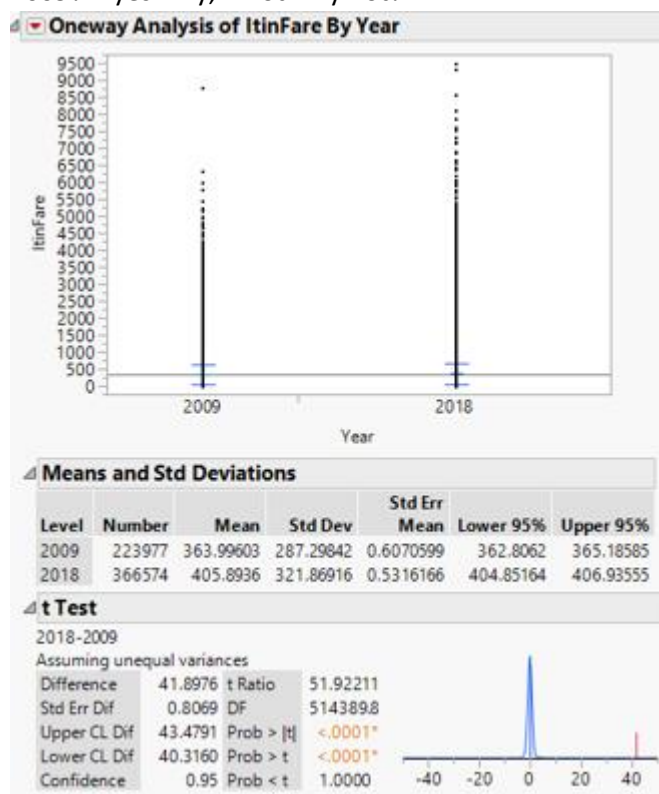 Oneway Analysis of ItinFare By Year
9500
9000
8500
8000
7500
7000
6500
6000
5500
5000
4500
4000
3500
3000
2500
2000
1500
1000
500
0
ItinFare
2009 2018
Year
Means and Std Deviations
Std Err
Level Number Mean Std Dev Mean Lower 95% Upper 95%
2009 223977 363.99603 287.29842 0.6070599 362.8062 365.18585
2018 366574 405.8936 321.86916 0.5316166 404.85164 406.93555
t Test
2018-2009
Assuming unequal variances
Difference 41.8976 t Ratio 51.92211
Std Err Dif 0.8069 DF 514389.8
Upper CL Dif 43.4791 Prob > |t| <.0001*
Lower CL Dif 40.3160 Prob > t <.0001*
Confidence 0.95 Prob < t 1.0000
-40 -20 0 20 40